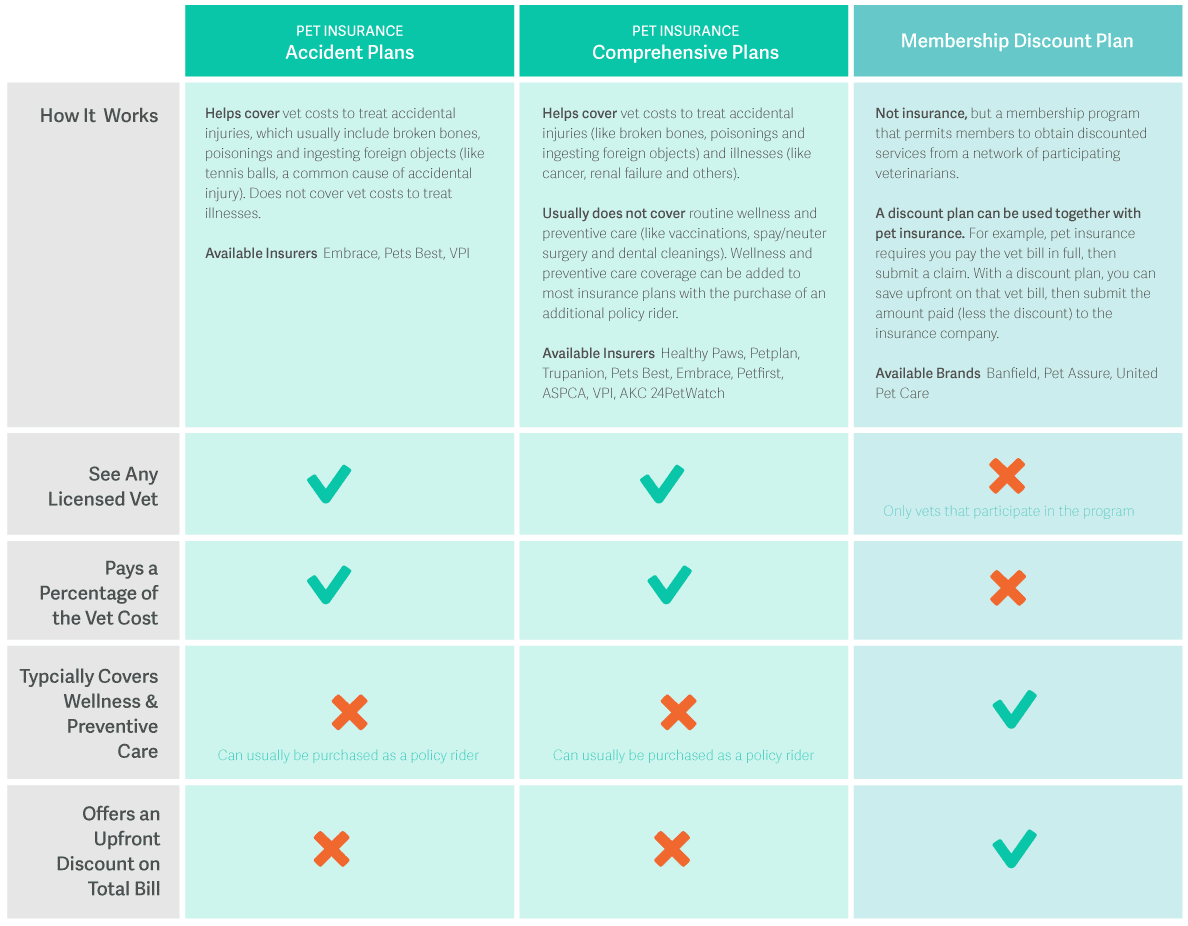 PET INSURANCE
Accident Plans
PET INSURANCE
Comprehensive Plans
Membership Discount Plan
How It Works
Helps cover vet costs to treat accidental
injuries, which usually include broken bones,
poisonings and ingesting foreign objects (like
tennis balls, a common cause of accidental
injury). Does not cover vet costs to treat
illnesses.
Available Insurers Embrace, Pets Best, VPI
Helps cover vet costs to treat accidental
injuries (like broken bones, poisonings and
ingesting foreign objects) and illnesses (like
cancer, renal failure and others).
Usually does not cover routine wellness and
preventive care (like vaccinations, spay/neuter
surgery and dental cleanings). Wellness and
preventive care coverage can be added to
most insurance plans with the purchase of an
additional policy rider.
Available Insurers Healthy Paws, Petplan,
Trupanion, Pets Best, Embrace, Petfirst,
ASPCA, VPI, AKC 24PetWatch
Not insurance, but a membership program
that permits members to obtain discounted
services from a network of participating
veterinarians.
A discount plan can be used together with
pet insurance. For example, pet insurance
requires you pay the vet bill in full, then
submit a claim. With a discount plan, you can
save upfront on that vet bill, then submit the
amount paid (less the discount) to the
insurance company.
Available Brands Banfield, Pet Assure, United
Pet Care
See Any
Licensed Vet
Only vets that participate in the program
Pays a
Percentage of
the Vet Cost
Typcially Covers
Wellness &
Preventive
Care
Can usually be purchased as a policy rider
Can usually be purchased as a policy rider
Offers an
Upfront
Discount on
Total Bill